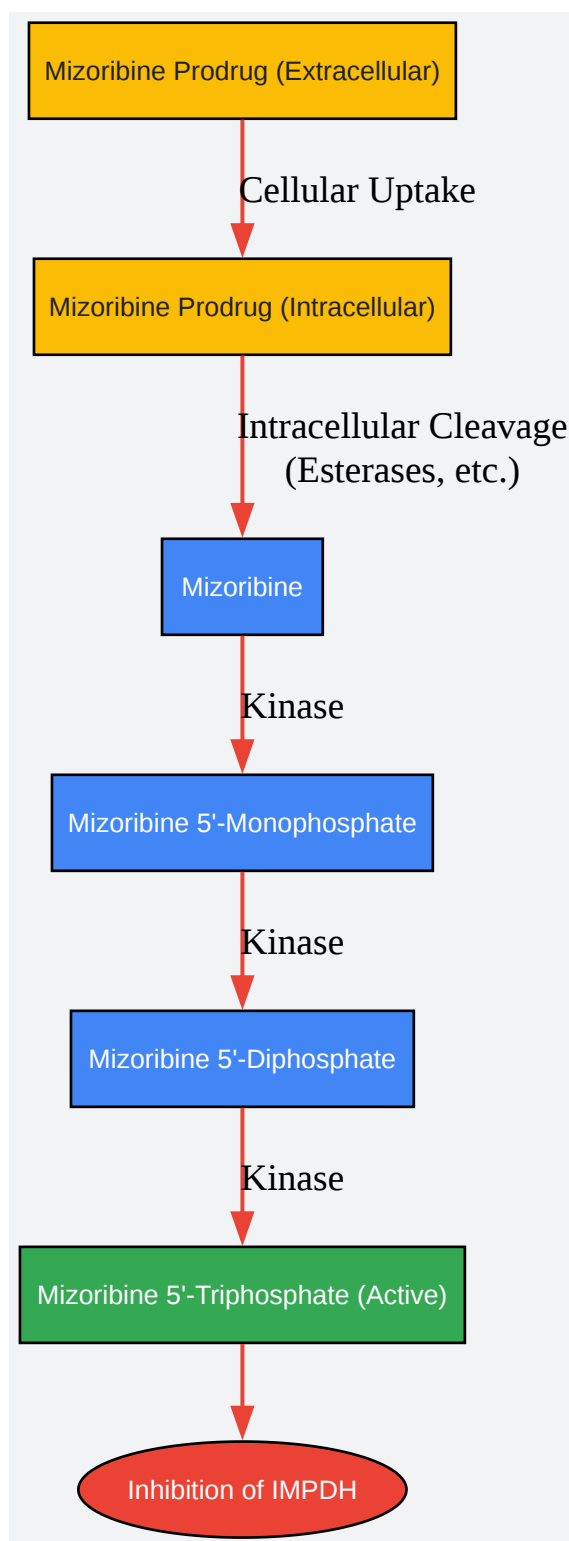 Mizoribine Prodrug (Extracellular)
Cellular Uptake
Mizoribine Prodrug (Intracellular)
Intracellular Cleavage
(Esterases, etc.)
Mizoribine
Kinase
Mizoribine 5'-Monophosphate
Kinase
Mizoribine 5'-Diphosphate
Kinase
Mizoribine 5'-Triphosphate (Active)
Inhibition of IMPDH